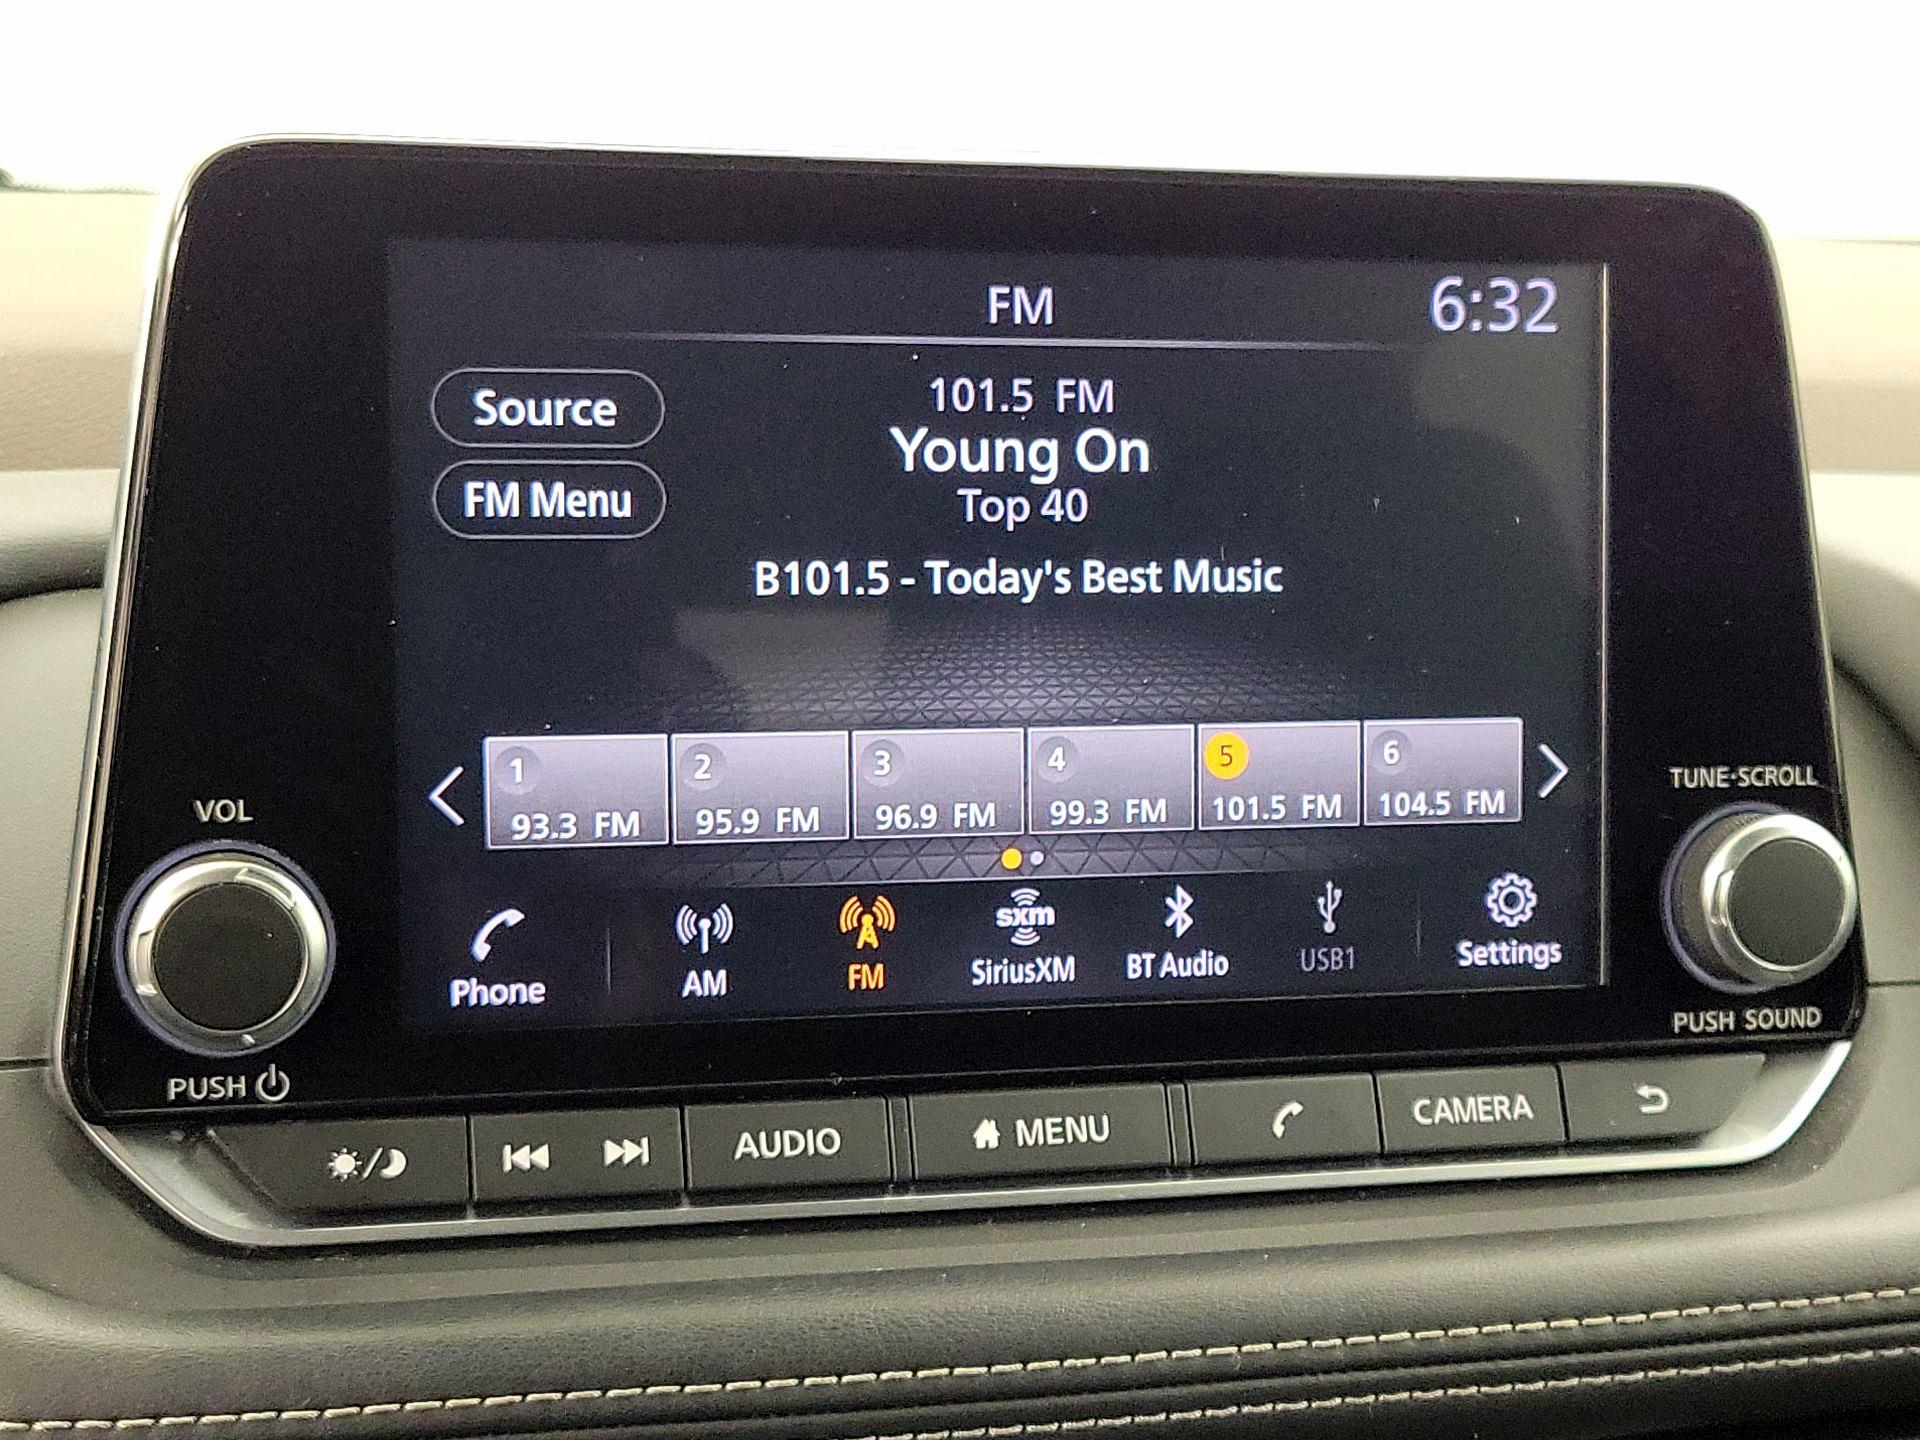 FM
6:32
Source
FM Menu
101.5 FM
Young On
Top 40
B101.5 - Today's Best Music
1
93.3 FM
2
95.9 FM
3
96.9 FM
4
99.3 FM
5
101.5 FM
6
104.5 FM
Phone
AM
FM
sxm
SiriusXM
BT Audio
USB1
Settings
VOL
PUSH
TUNE·SCROLL
PUSH SOUND
AUDIO
MENU
CAMERA